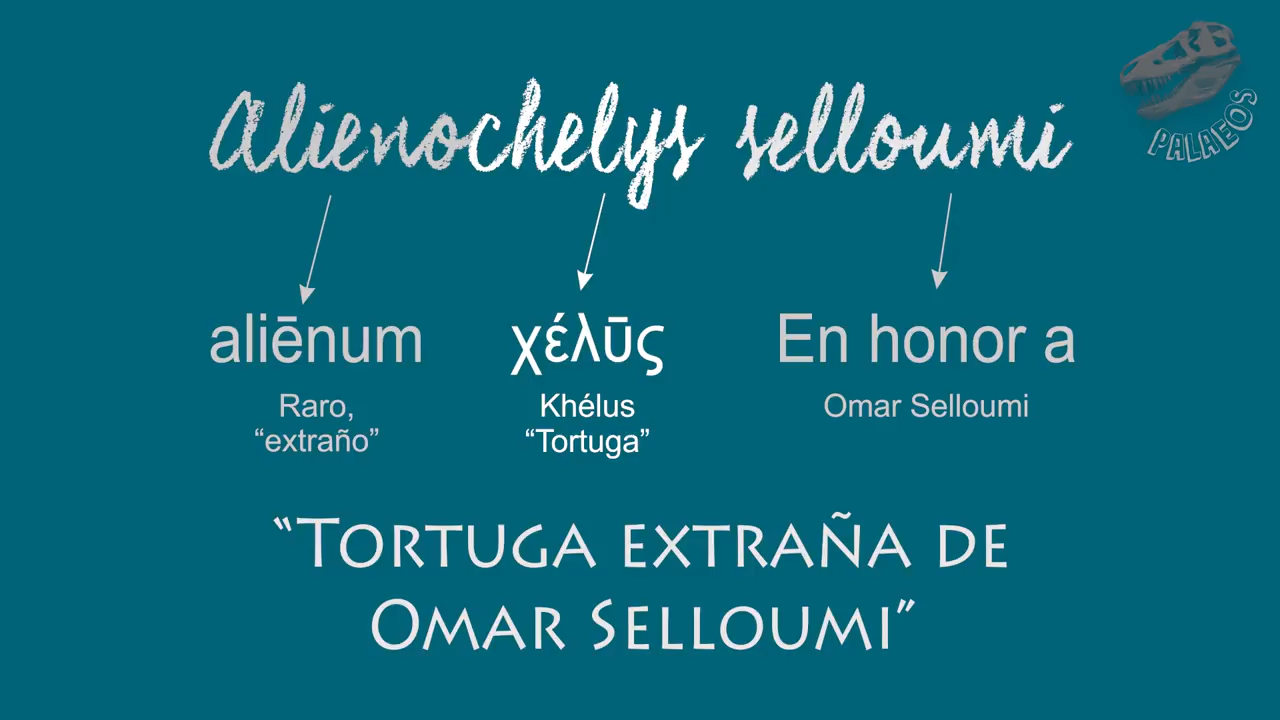 Alienochelys selloumi
PALAEOS
aliēnum
χέλῡς
En honor a
Raro,
“extraño”
Khélus
“Tortuga”
Omar Selloumi
“Tortuga extraña de
Omar Selloumi”